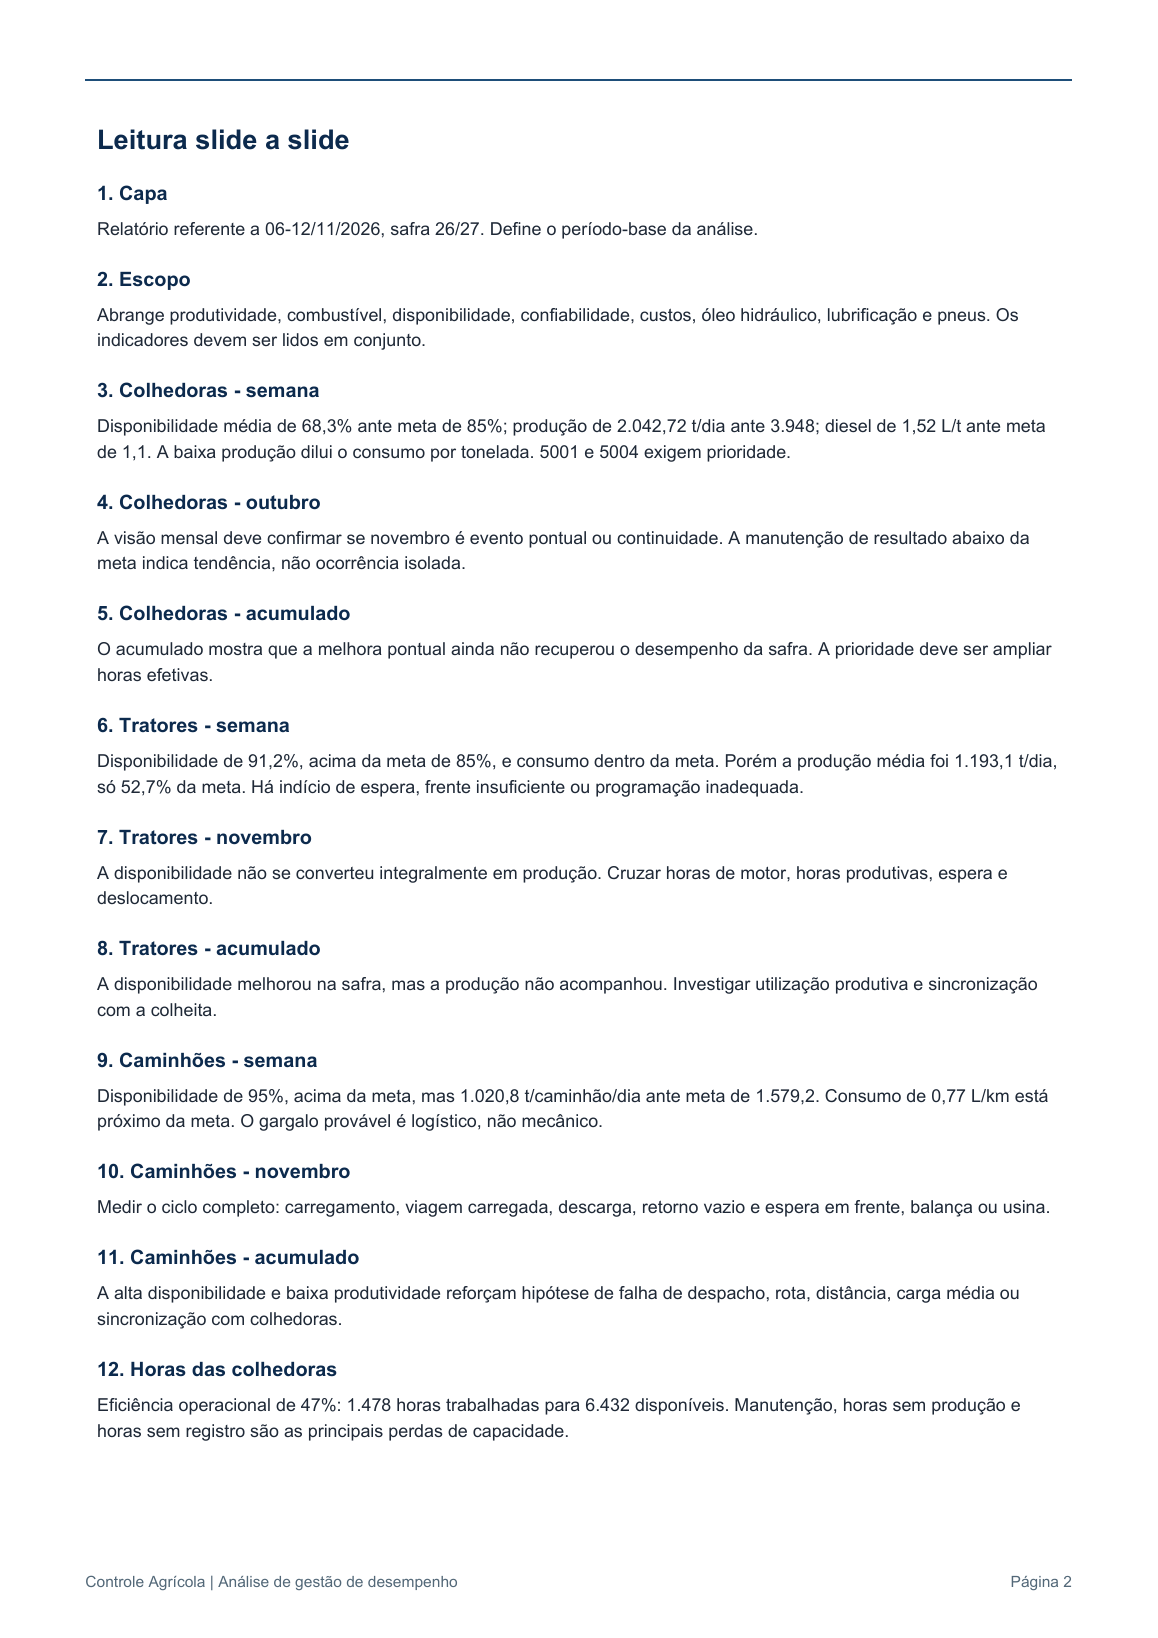 Leitura slide a slide
1. Capa
Relatório referente a 06-12/11/2026, safra 26/27. Define o período-base da análise.
2. Escopo
Abrange produtividade, combustível, disponibilidade, confiabilidade, custos, óleo hidráulico, lubrificação e pneus. Os
indicadores devem ser lidos em conjunto.
3. Colhedoras - semana
Disponibilidade média de 68,3% ante meta de 85%; produção de 2.042,72 t/dia ante 3.948; diesel de 1,52 L/t ante meta
de 1,1. A baixa produção dilui o consumo por tonelada. 5001 e 5004 exigem prioridade.
4. Colhedoras - outubro
A visão mensal deve confirmar se novembro é evento pontual ou continuidade. A manutenção de resultado abaixo da
meta indica tendência, não ocorrência isolada.
5. Colhedoras - acumulado
O acumulado mostra que a melhora pontual ainda não recuperou o desempenho da safra. A prioridade deve ser ampliar
horas efetivas.
6. Tratores - semana
Disponibilidade de 91,2%, acima da meta de 85%, e consumo dentro da meta. Porém a produção média foi 1.193,1 t/dia,
só 52,7% da meta. Há indício de espera, frente insuficiente ou programação inadequada.
7. Tratores - novembro
A disponibilidade não se converteu integralmente em produção. Cruzar horas de motor, horas produtivas, espera e
deslocamento.
8. Tratores - acumulado
A disponibilidade melhorou na safra, mas a produção não acompanhou. Investigar utilização produtiva e sincronização
com a colheita.
9. Caminhões - semana
Disponibilidade de 95%, acima da meta, mas 1.020,8 t/caminhão/dia ante meta de 1.579,2. Consumo de 0,77 L/km está
próximo da meta. O gargalo provável é logístico, não mecânico.
10. Caminhões - novembro
Medir o ciclo completo: carregamento, viagem carregada, descarga, retorno vazio e espera em frente, balança ou usina.
11. Caminhões - acumulado
A alta disponibilidade e baixa produtividade reforçam hipótese de falha de despacho, rota, distância, carga média ou
sincronização com colhedoras.
12. Horas das colhedoras
Eficiência operacional de 47%: 1.478 horas trabalhadas para 6.432 disponíveis. Manutenção, horas sem produção e
horas sem registro são as principais perdas de capacidade.
Controle Agrícola | Análise de gestão de desempenho
Página 2